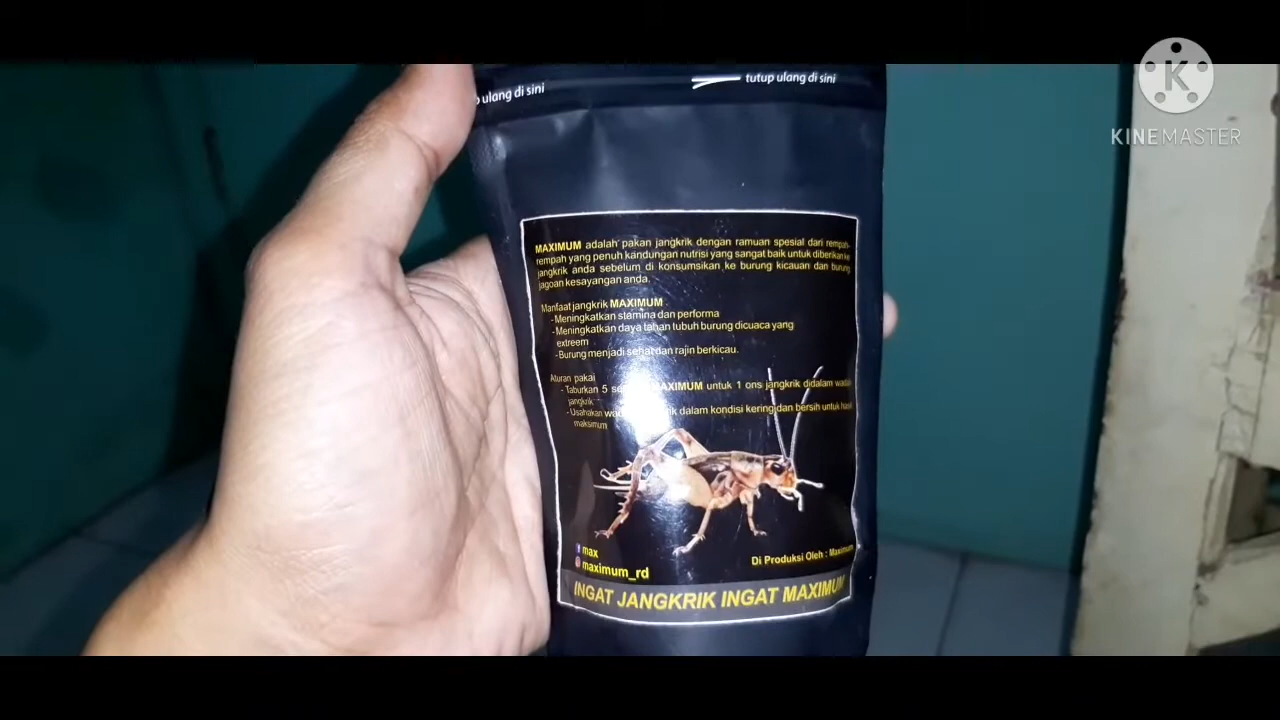 p ulang di sini
tutup ulang di sini
KINEMASTER
MAXIMUM adalah pakan jangkrik dengan ramuan spesial dari rempah-
rempah yang penuh kandungan nutrisi yang sangat baik untuk diberikan ke
jangkrik anda sebelum di konsumsikan ke burung kicauan dan burung
jagoan kesayangan anda.
Manfaat jangkrik MAXIMUM
-Meningkatkan stamina dan performa
-Meningkatkan daya tahan tubuh burung dicuaca yang
extreem
-Burung menjadi sehat dan rajin berkicau.
Aturan pakai
-Taburkan 5 MAXIMUM untuk 1 ons jangkrik didalam
jangkrik
-Usahakan dalam kondisi kering dan bersih untuk
maksimum
max
maximum_rd
Di Produksi Oleh : Maximum
INGAT JANGKRIK INGAT MAXIMUM